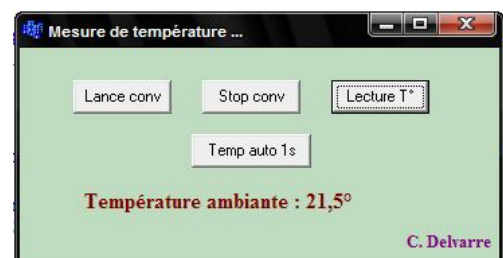 Mesure de température ...
Lance conv Stop conv Lecture T°
Temp auto 1s
Température ambiante : 21,5°
C. Delvarre